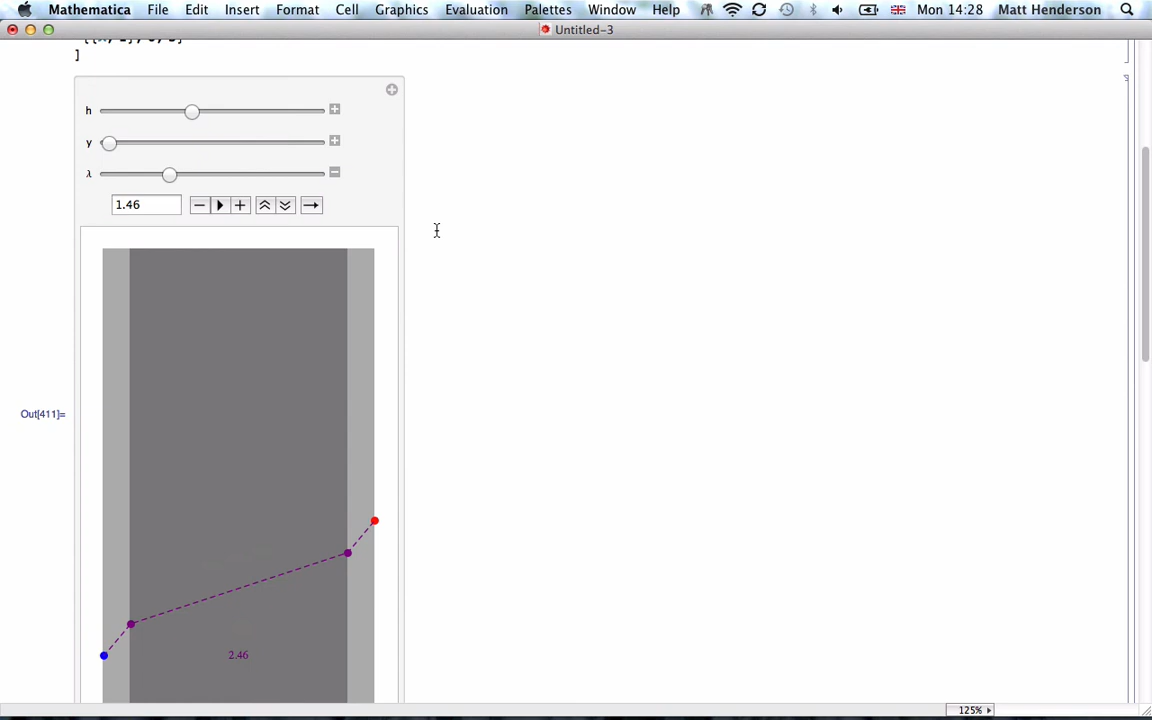 Mathematica File Edit Insert Format Cell Graphics Evaluation Palettes Window Help Mon 14:28 Matt Henderson
Untitled-3
]
h
y
λ
1.46
Out[411]=
2.46
125%